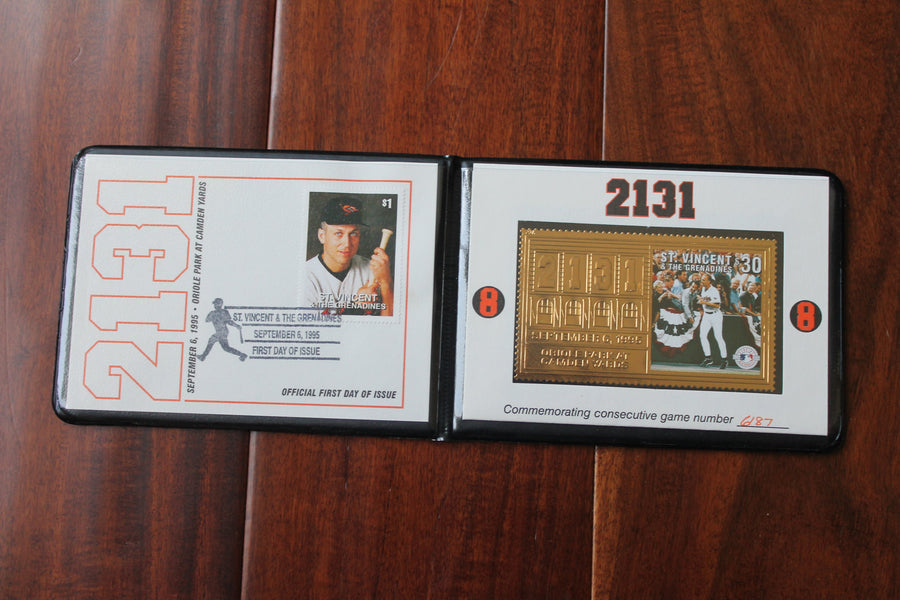 2131
SEPTEMBER 6, 1995 • ORIOLE PARK AT CAMDEN YARDS
$1
ST. VINCENT
& THE GRENADINES
ST. VINCENT & THE GRENADINES
SEPTEMBER 6, 1995
FIRST DAY OF ISSUE
OFFICIAL FIRST DAY OF ISSUE
2131
2131
SEPTEMBER 6, 1995
ORIOLE PARK AT
CAMDEN YARDS
ST. VINCENT $30
& THE GRENADINES
8
8
Commemorating consecutive game number 6187